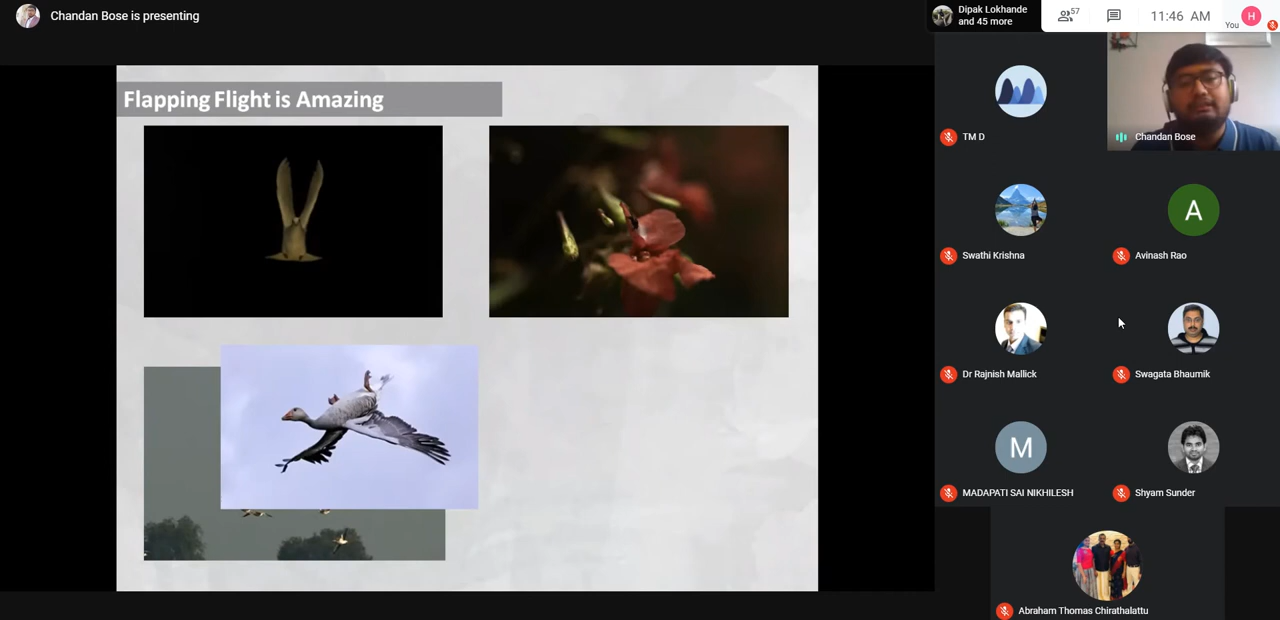 Chandan Bose is presenting
Dipak Lokhande
and 45 more
57
11:46 AM
You
H
Flapping Flight is Amazing
TM D
Chandan Bose
Swathi Krishna
A
Avinash Rao
Dr Rajnish Mallick
Swagata Bhaumik
M
MADAPATI SAI NIKHILESH
Shyam Sunder
Abraham Thomas Chirathalattu